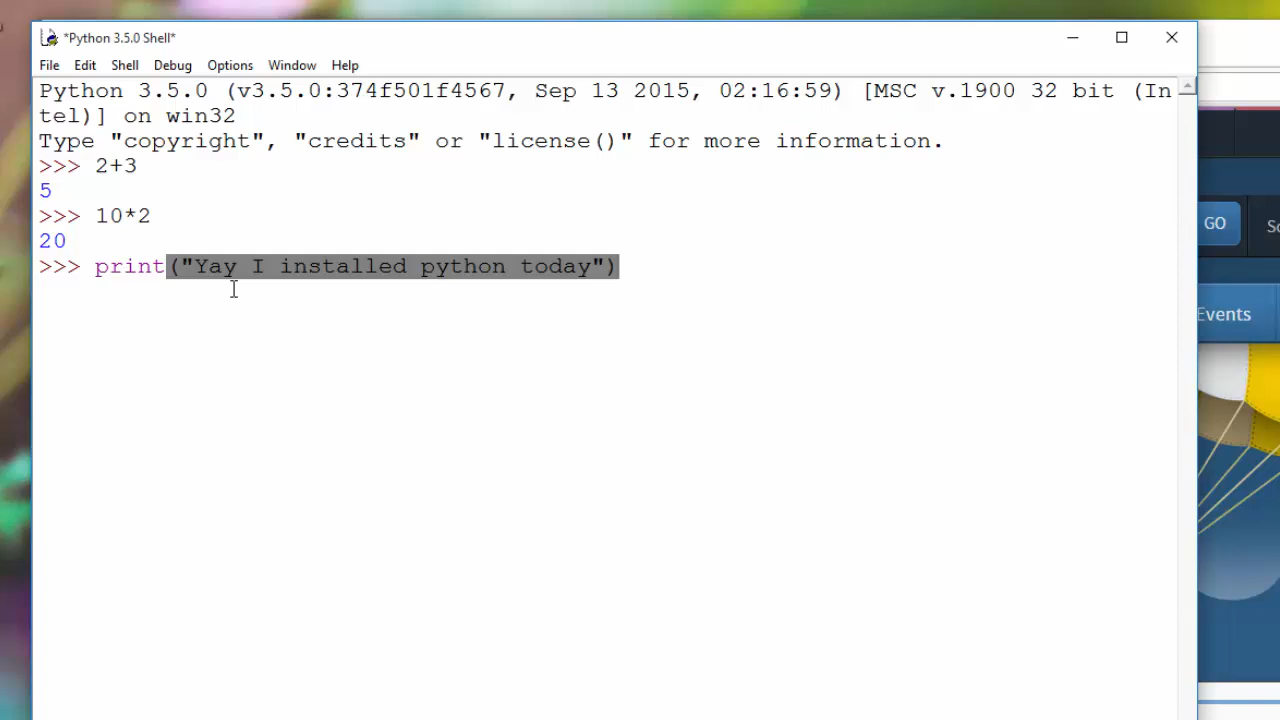 *Python 3.5.0 Shell*
File Edit Shell Debug Options Window Help
Python 3.5.0 (v3.5.0:374f501f4567, Sep 13 2015, 02:16:59) [MSC v.1900 32 bit (In
tel)] on win32
Type "copyright", "credits" or "license()" for more information.
>>> 2+3
5
>>> 10*2
20
>>> print("Yay I installed python today")
GO
Events